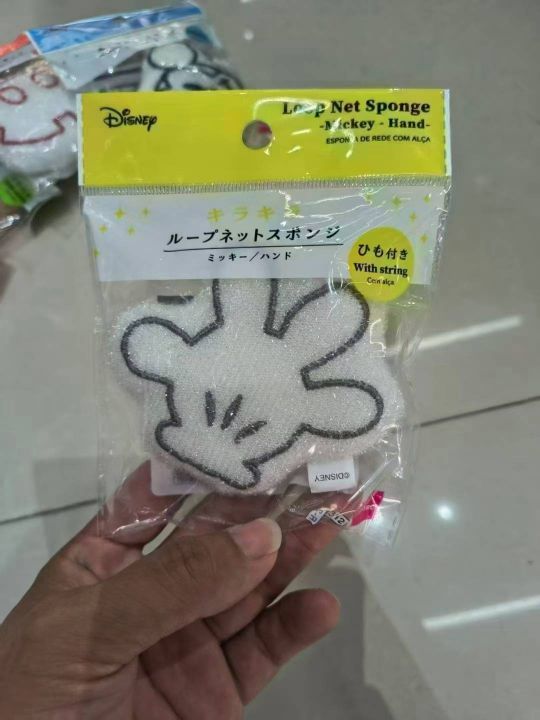 Disney
Loop Net Sponge
-Mickey - Hand-
ESPONJA DE REDE COM ALÇA
キラキラ
ループネットスポンジ
ミッキー/ハンド
ひも付き
With string
Com alça
©DISNEY